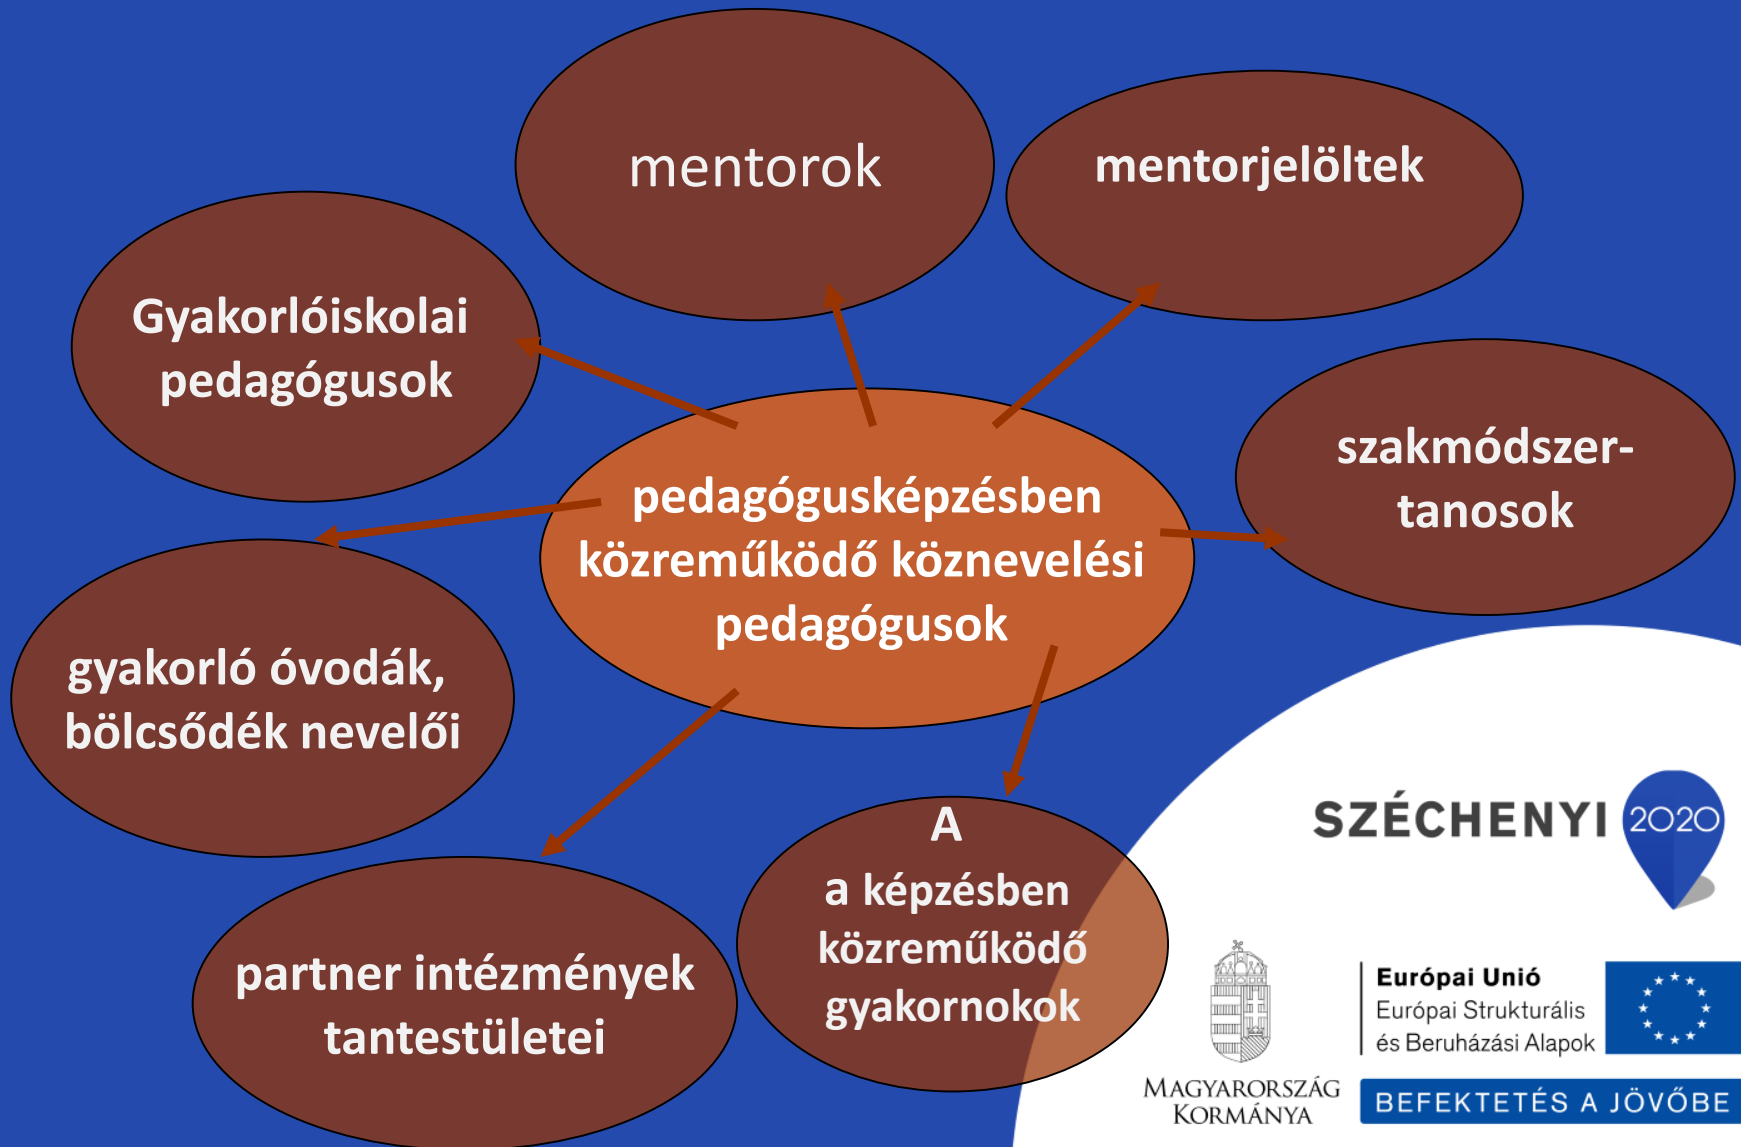 mentorok
mentorjelöltek
Gyakorlóiskolai
pedagógusok
szakmódszer-
tanosok
pedagógusképzésben
közreműködő köznevelési
pedagógusok
gyakorló óvodák,
bölcsődék nevelői
A
a képzésben
közreműködő
gyakornokok
partner intézmények
tantestületei
SZÉCHENYI 2020
MAGYARORSZÁG
KORMÁNYA
Európai Unió
Európai Strukturális
és Beruházási Alapok
BEFEKTETÉS A JÖVŐBE